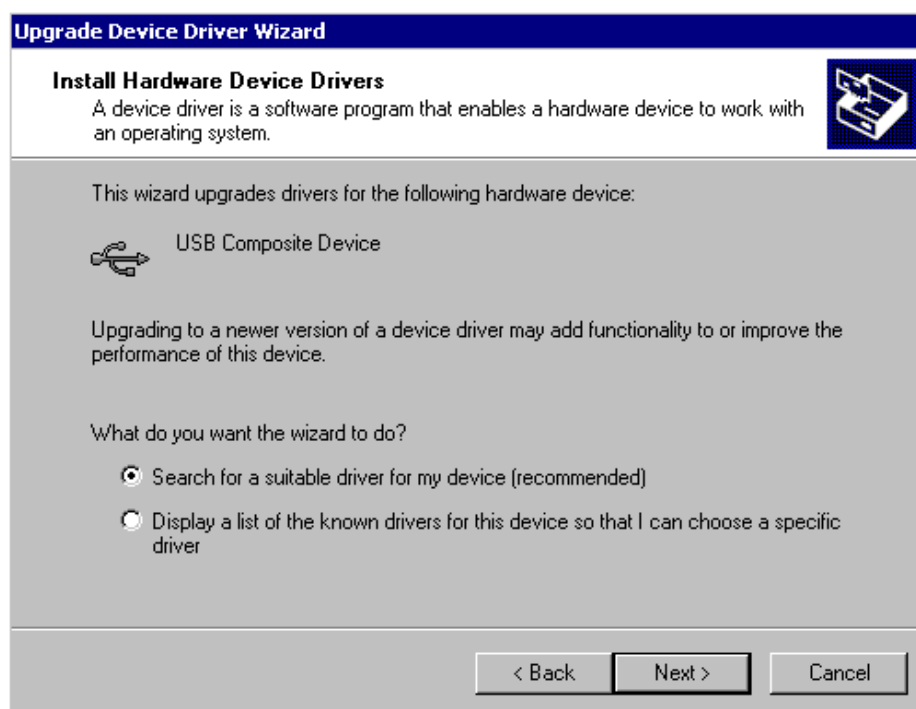 Upgrade Device Driver Wizard
Install Hardware Device Drivers
A device driver is a software program that enables a hardware device to work with
an operating system.
This wizard upgrades drivers for the following hardware device:
USB Composite Device
Upgrading to a newer version of a device driver may add functionality to or improve the
performance of this device.
What do you want the wizard to do?
Search for a suitable driver for my device (recommended)
Display a list of the known drivers for this device so that I can choose a specific
driver
< Back
Next >
Cancel